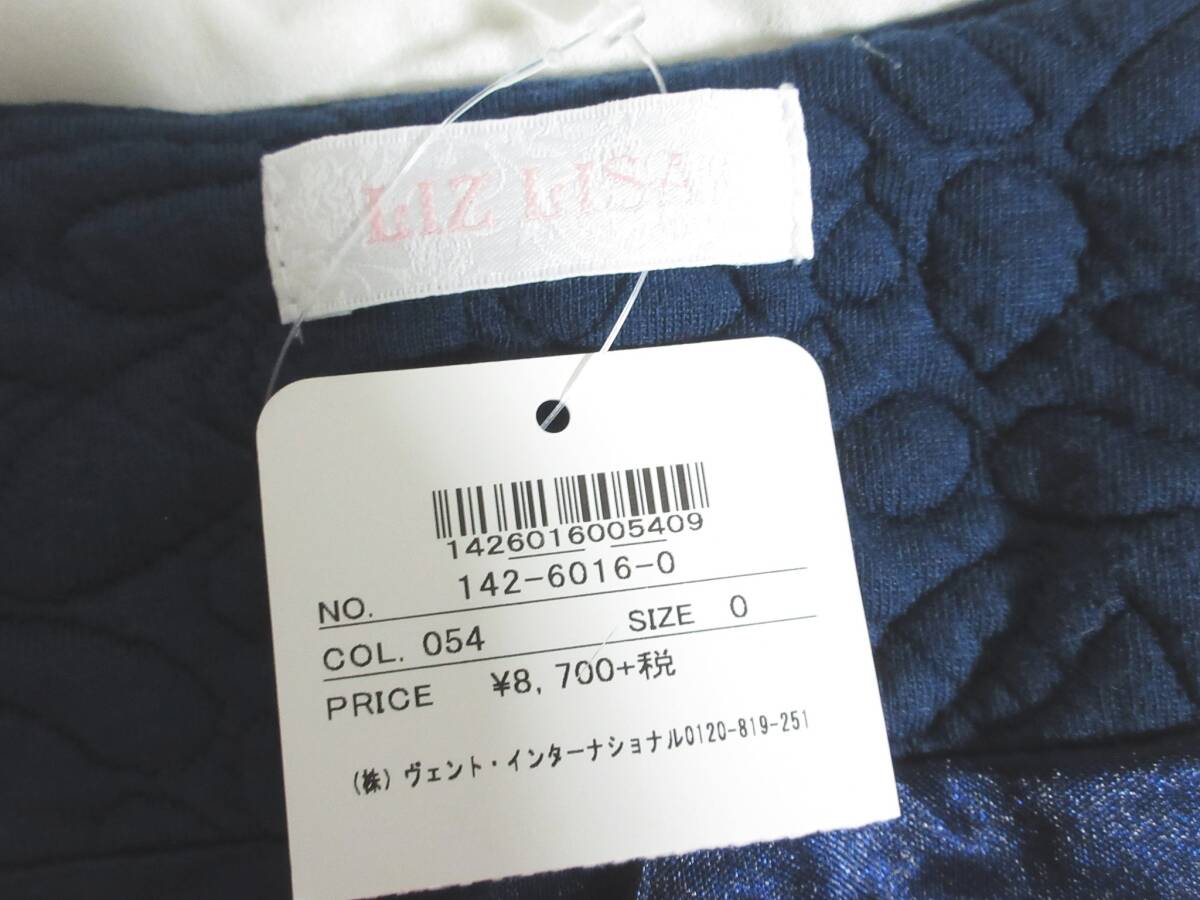 LIZ LISA
1426016005409
NO. 142-6016-0
COL. 054 SIZE 0
PRICE ¥8,700+税
(株)ヴェント・インターナショナル0120-819-251